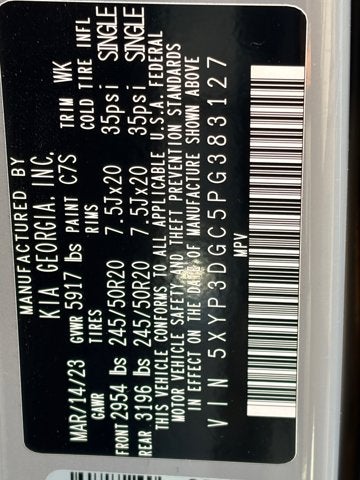 MANUFACTURED BY
KIA GEORGIA, INC.
MAR/14/23 GVWR 5917 lbs PAINT C7S TRIM WK
GAWR TIRES RIMS COLD TIRE INFL
FRONT 2954 lbs 245/50R20 7.5Jx20 35psi SINGLE
REAR 3196 lbs 245/50R20 7.5Jx20 35psi SINGLE
THIS VEHICLE CONFORMS TO ALL APPLICABLE U.S.A. FEDERAL
MOTOR VEHICLE SAFETY AND THEFT PREVENTION STANDARDS
IN EFFECT ON THE DATE OF MANUFACTURE SHOWN ABOVE.
VIN 5XYP3DGC5PG383127
MPV